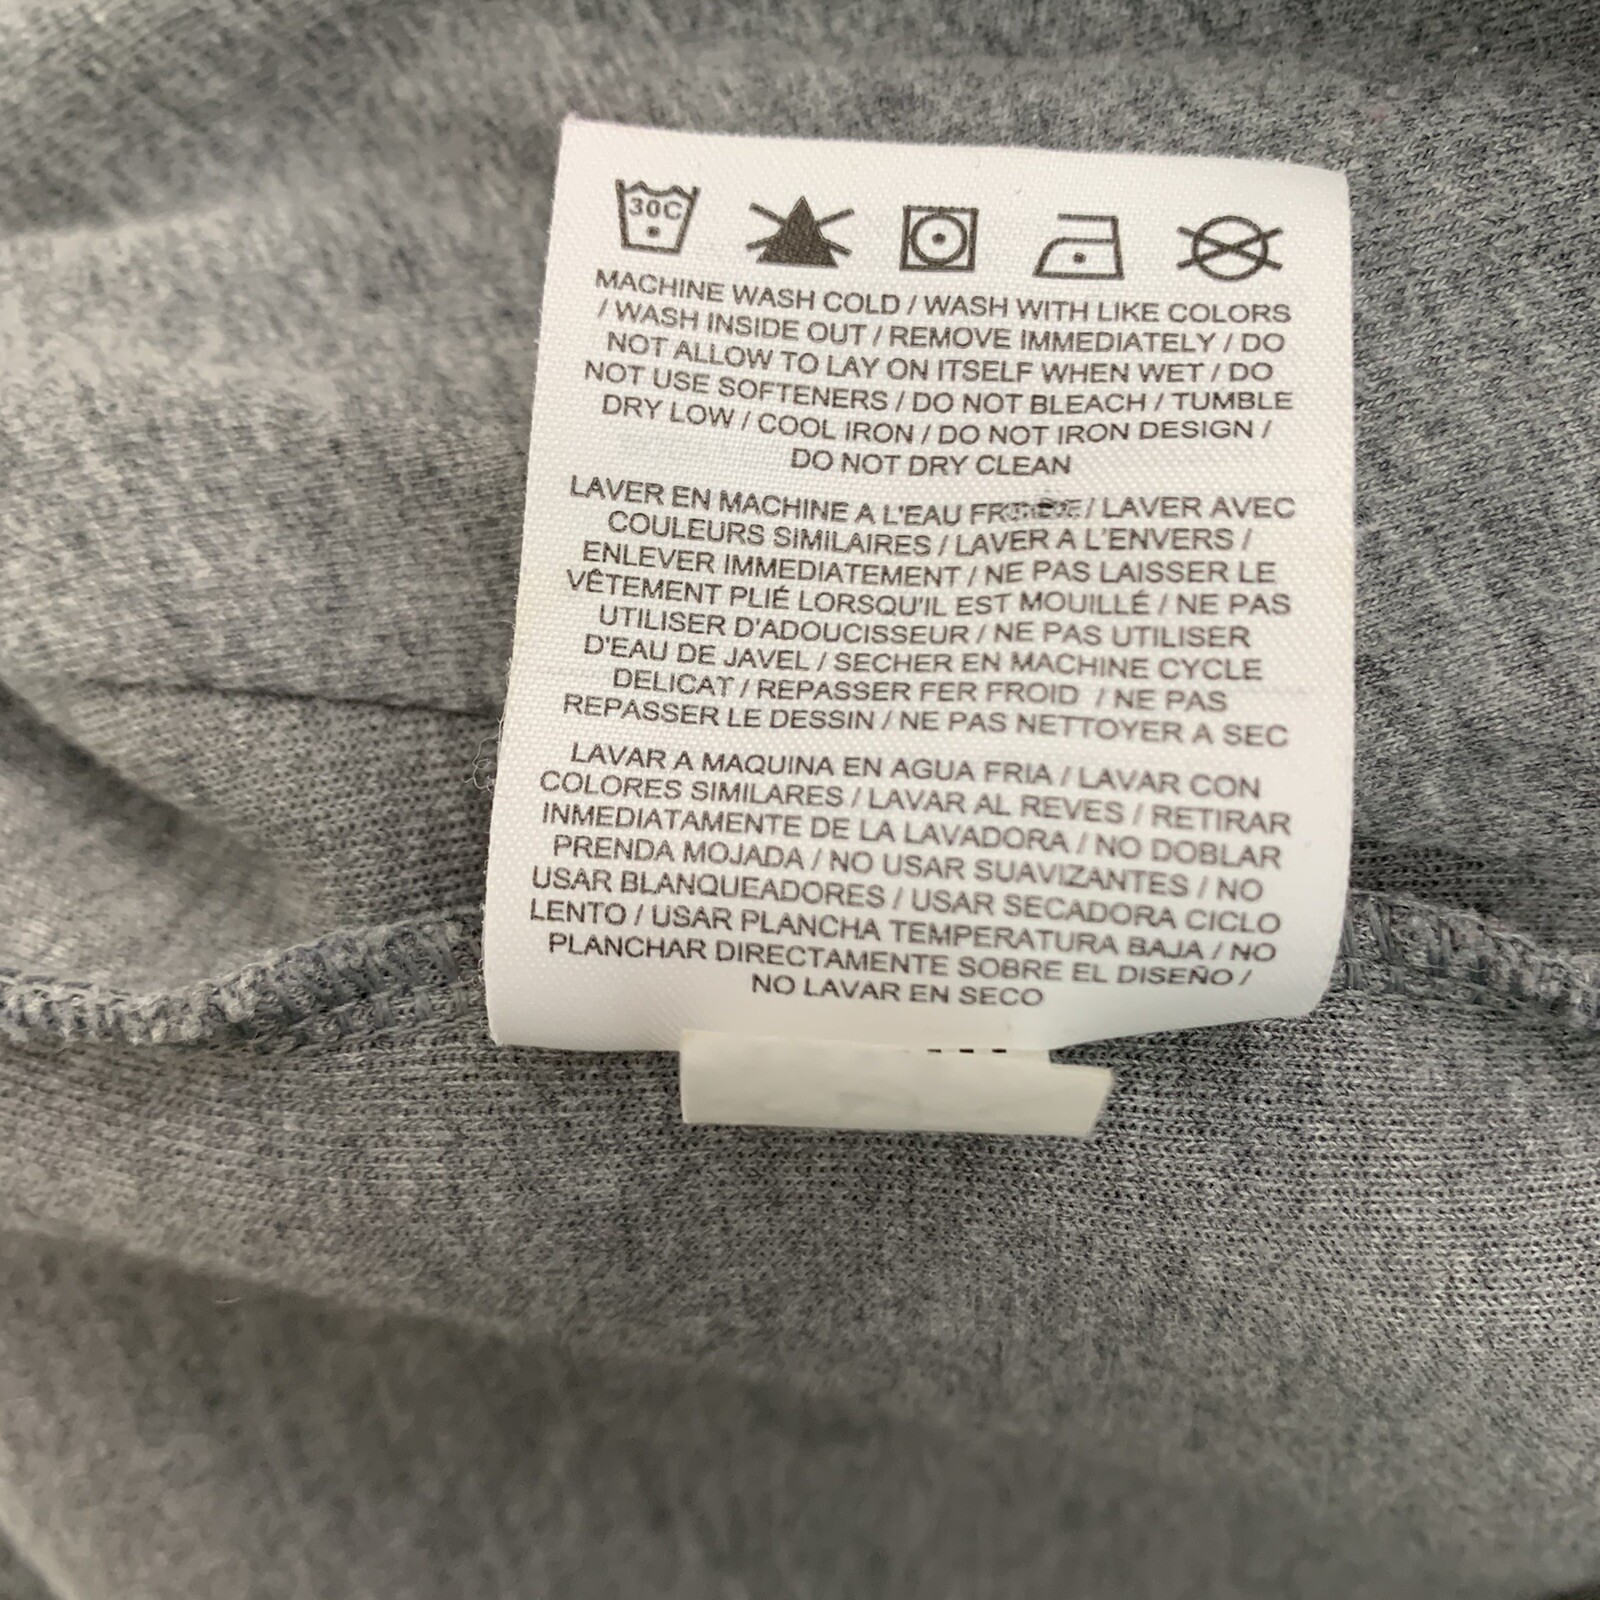 30C
MACHINE WASH COLD / WASH WITH LIKE COLORS
/ WASH INSIDE OUT / REMOVE IMMEDIATELY / DO
NOT ALLOW TO LAY ON ITSELF WHEN WET / DO
NOT USE SOFTENERS / DO NOT BLEACH / TUMBLE
DRY LOW / COOL IRON / DO NOT IRON DESIGN /
DO NOT DRY CLEAN
LAVER EN MACHINE A L'EAU / LAVER AVEC
COULEURS SIMILAIRES / LAVER A L'ENVERS /
ENLEVER IMMEDIATEMENT / NE PAS LAISSER LE
VÊTEMENT PLIÉ LORSQU'IL EST MOUILLÉ / NE PAS
UTILISER D'ADOUCISSEUR / NE PAS UTILISER
D'EAU DE JAVEL / SECHER EN MACHINE CYCLE
DELICAT / REPASSER FER FROID / NE PAS
REPASSER LE DESSIN / NE PAS NETTOYER A SEC
LAVAR A MAQUINA EN AGUA FRIA / LAVAR CON
COLORES SIMILARES / LAVAR AL REVES / RETIRAR
INMEDIATAMENTE DE LA LAVADORA / NO DOBLAR
PRENDA MOJADA / NO USAR SUAVIZANTES / NO
USAR BLANQUEADORES / USAR SECADORA CICLO
LENTO / USAR PLANCHA TEMPERATURA BAJA / NO
PLANCHAR DIRECTAMENTE SOBRE EL DISEÑO /
NO LAVAR EN SECO